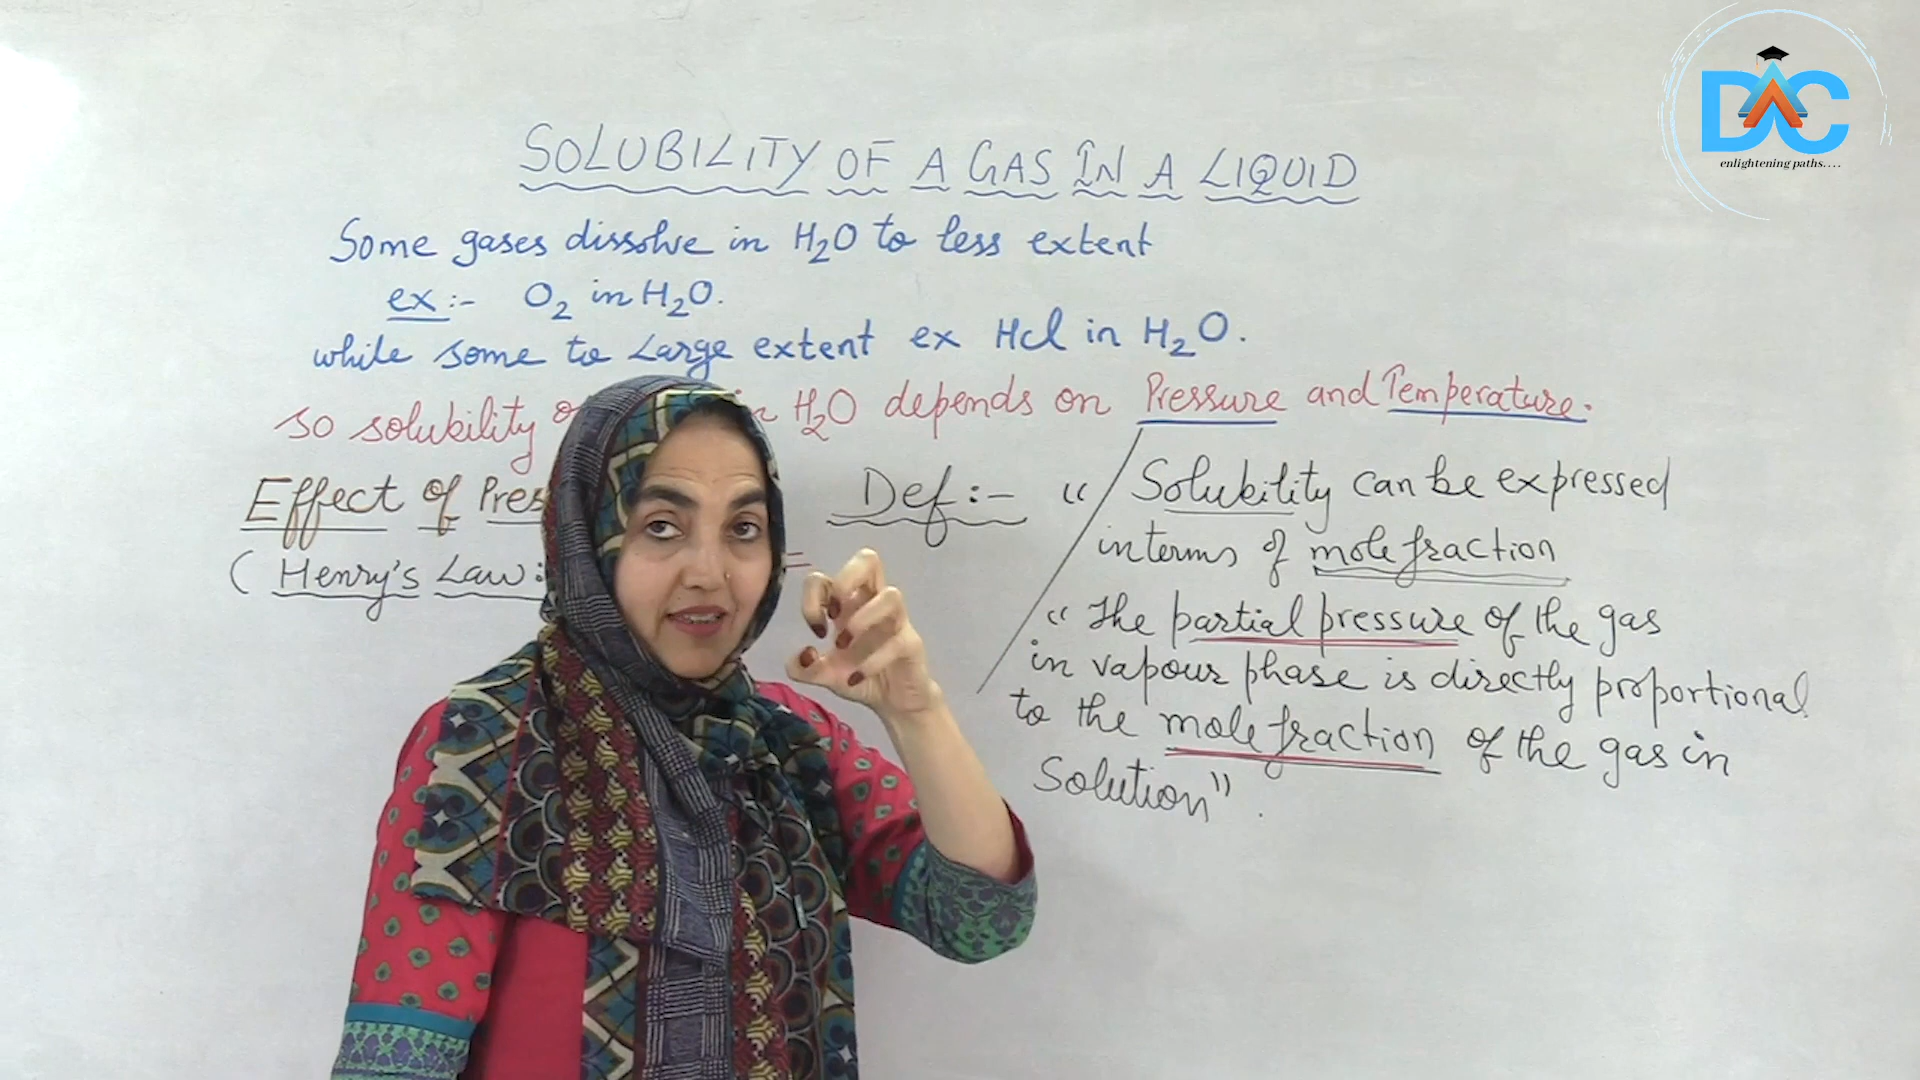 SOLUBILITY OF A GAS IN A LIQUID
Some gases dissolve in H2O to less extent
ex:- O2 in H2O.
while some to Large extent ex Hcl in H2O.
so solubility in H2O depends on Pressure and Temperature.
Effect of Pres
(Henry's Law:
Def:- “ Solubility can be expressed
interms of mole fraction
“ The partial pressure of the gas
in vapour phase is directly proportional
to the mole fraction of the gas in
Solution”.
DAC
enlightening paths....